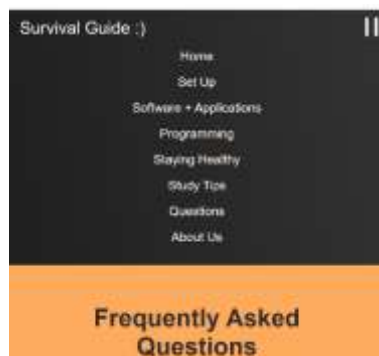 Survival Guide :)
Home
Set Up
Software + Applications
Programming
Staying Healthy
Study Tips
Questions
About Us
Frequently Asked
Questions